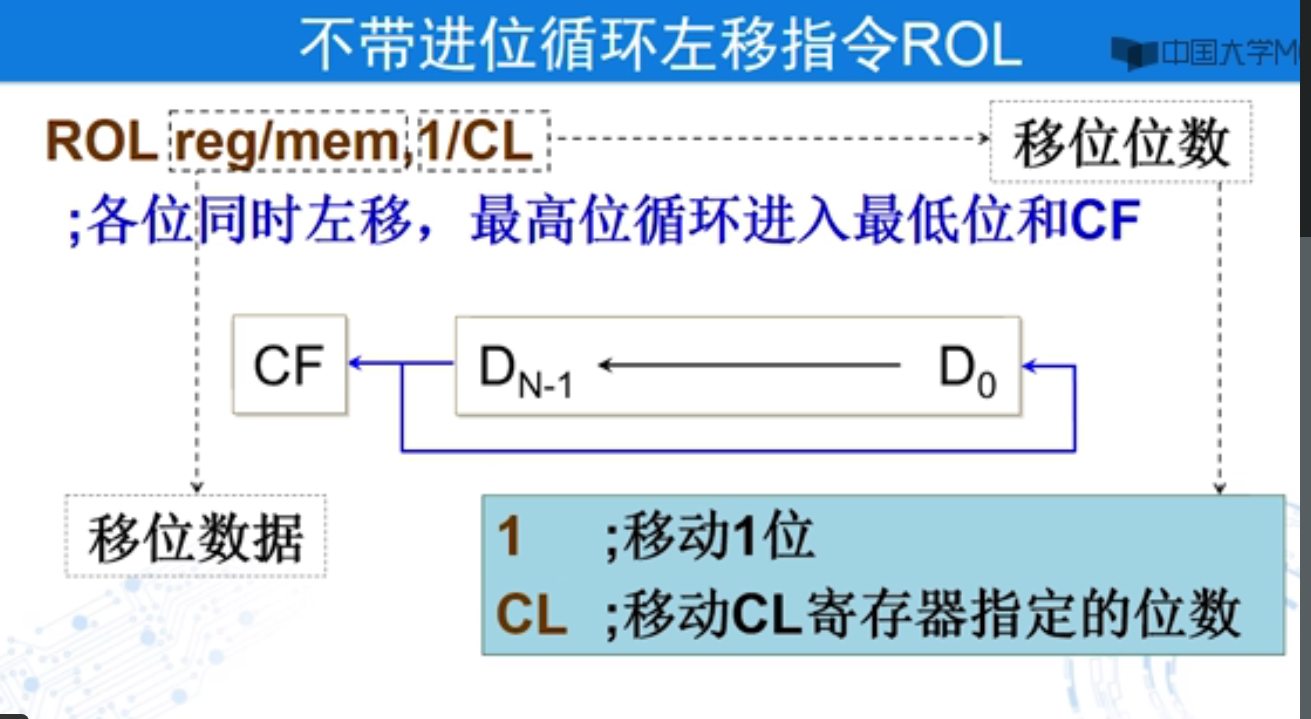 不带进位循环左移指令ROL
中国大学M
ROL reg/mem,1/CL
移位位数
;各位同时左移，最高位循环进入最低位和CF
CF
D_{N-1}
D_0
移位数据
1 ;移动1位
CL ;移动CL寄存器指定的位数